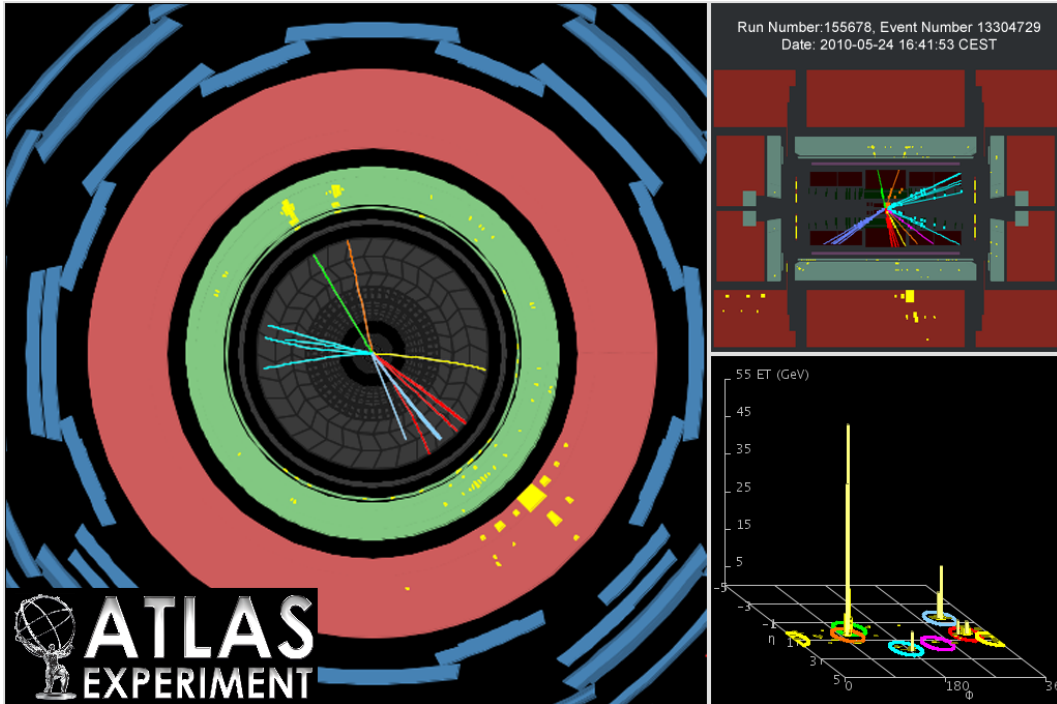 Run Number:155678, Event Number 13304729
Date: 2010-05-24 16:41:53 CEST
55 ET (GeV)
45
35
25
15
5
-5
-3
-1
η
1
3
5
0
180
Φ
36
ATLAS
EXPERIMENT